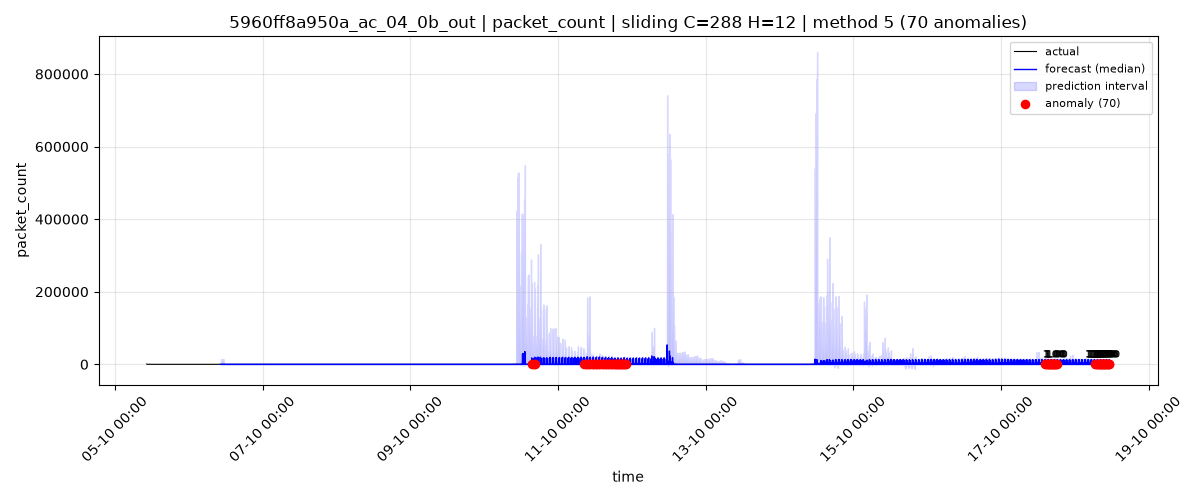 5960ff8a950a_ac_04_0b_out | packet_count | sliding C=288 H=12 | method 5 (70 anomalies)
actual
forecast (median)
prediction interval
anomaly (70)
packet_count
800000
600000
400000
200000
0
05-10 00:00
07-10 00:00
09-10 00:00
11-10 00:00
13-10 00:00
15-10 00:00
17-10 00:00
19-10 00:00
time